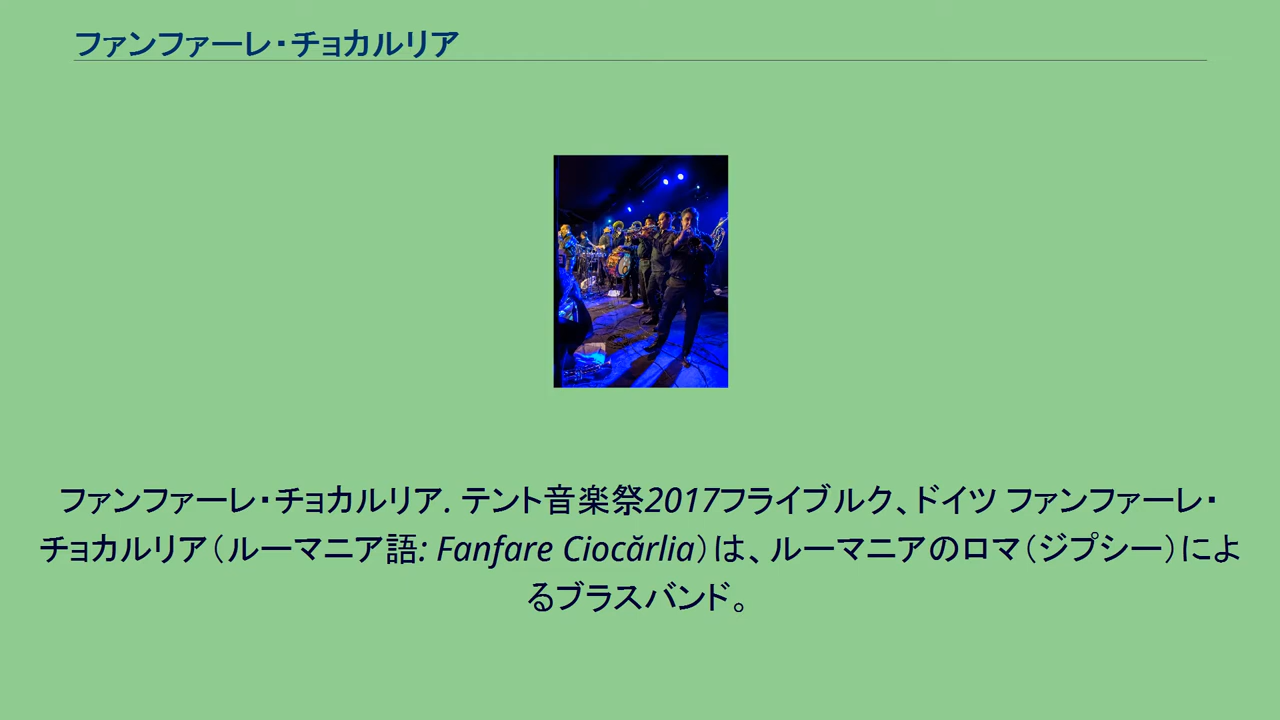 ファンファーレ・チョカルリア
ファンファーレ・チョカルリア. テント音楽祭2017フライブルク、ドイツ ファンファーレ・
チョカルリア（ルーマニア語: Fanfare Ciocărlia）は、ルーマニアのロマ（ジプシー）によ
るブラスバンド。